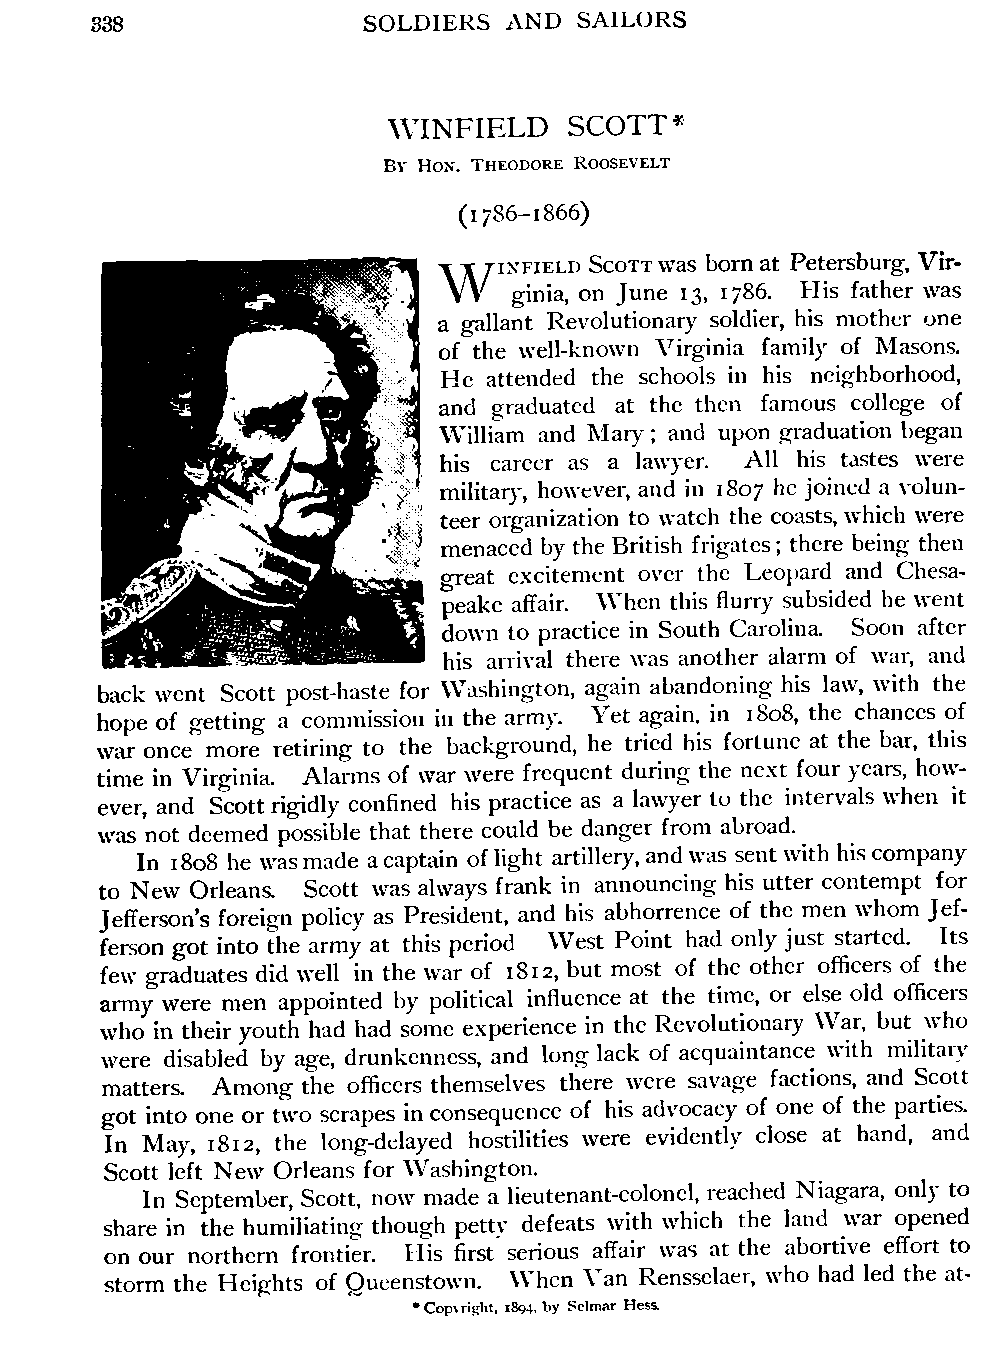 338 SOLDIERS AND SAILORS
WINFIELD SCOTT*
By Hon. Theodore Roosevelt
(1786–1866)
Winfield Scott was born at Petersburg, Vir-
ginia, on June 13, 1786. His father was
a gallant Revolutionary soldier, his mother one
of the well-known Virginia family of Masons.
He attended the schools in his neighborhood,
and graduated at the then famous college of
William and Mary; and upon graduation began
his career as a lawyer. All his tastes were
military, however, and in 1807 he joined a volun-
teer organization to watch the coasts, which were
menaced by the British frigates; there being then
great excitement over the Leopard and Chesa-
peake affair. When this flurry subsided he went
down to practice in South Carolina. Soon after
his arrival there was another alarm of war, and
back went Scott post-haste for Washington, again abandoning his law, with the
hope of getting a commission in the army. Yet again, in 1808, the chances of
war once more retiring to the background, he tried his fortune at the bar, this
time in Virginia. Alarms of war were frequent during the next four years, how-
ever, and Scott rigidly confined his practice as a lawyer to the intervals when it
was not deemed possible that there could be danger from abroad.
In 1808 he was made a captain of light artillery, and was sent with his company
to New Orleans. Scott was always frank in announcing his utter contempt for
Jefferson's foreign policy as President, and his abhorrence of the men whom Jef-
ferson got into the army at this period West Point had only just started. Its
few graduates did well in the war of 1812, but most of the other officers of the
army were men appointed by political influence at the time, or else old officers
who in their youth had had some experience in the Revolutionary War, but who
were disabled by age, drunkenness, and long lack of acquaintance with military
matters. Among the officers themselves there were savage factions, and Scott
got into one or two scrapes in consequence of his advocacy of one of the parties.
In May, 1812, the long-delayed hostilities were evidently close at hand, and
Scott left New Orleans for Washington.
In September, Scott, now made a lieutenant-colonel, reached Niagara, only to
share in the humiliating though petty defeats with which the land war opened
on our northern frontier. His first serious affair was at the abortive effort to
storm the Heights of Queenstown. When Van Rensselaer, who had led the at-
* Copyright, 1894, by Selmar Hess.